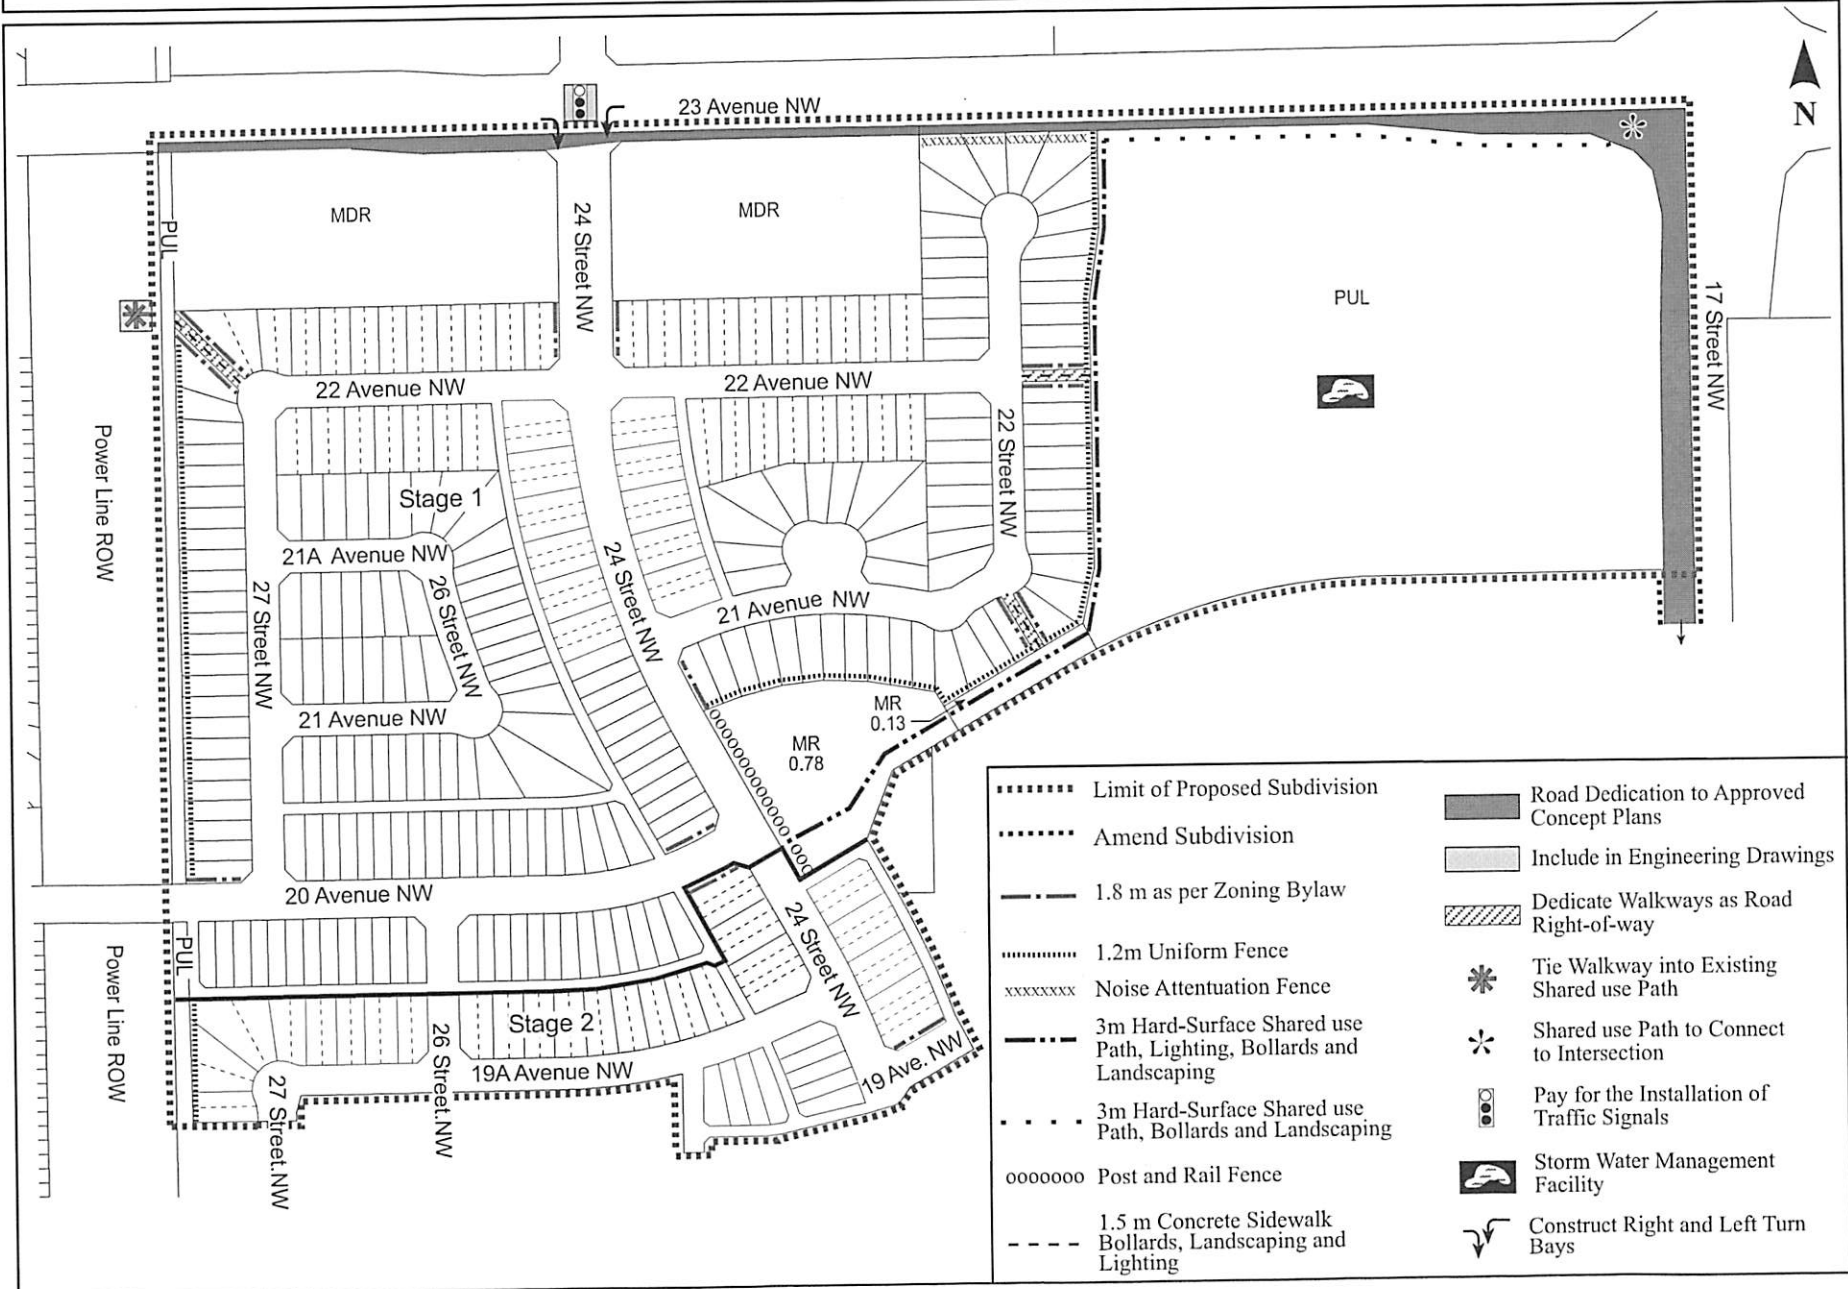 23 Avenue NW
N
MDR
MDR
PUL
24 Street NW
PUL
17 Street NW
22 Avenue NW
22 Avenue NW
22 Street NW
Power Line ROW
Stage 1
21A Avenue NW
24 Street NW
26 Street NW
27 Street NW
21 Avenue NW
21 Avenue NW
MR
0.13
MR
0.78
20 Avenue NW
24 Street NW
PUL
Power Line ROW
Stage 2
26 Street.NW
19A Avenue NW
19 Ave. NW
27 Street.NW
Limit of Proposed Subdivision
Amend Subdivision
1.8 m as per Zoning Bylaw
1.2m Uniform Fence
xxxxxxxx Noise Attentuation Fence
3m Hard-Surface Shared use
Path, Lighting, Bollards and
Landscaping
3m Hard-Surface Shared use
Path, Bollards and Landscaping
ooooooo Post and Rail Fence
1.5 m Concrete Sidewalk
Bollards, Landscaping and
Lighting
Road Dedication to Approved
Concept Plans
Include in Engineering Drawings
Dedicate Walkways as Road
Right-of-way
Tie Walkway into Existing
Shared use Path
Shared use Path to Connect
to Intersection
Pay for the Installation of
Traffic Signals
Storm Water Management
Facility
Construct Right and Left Turn
Bays